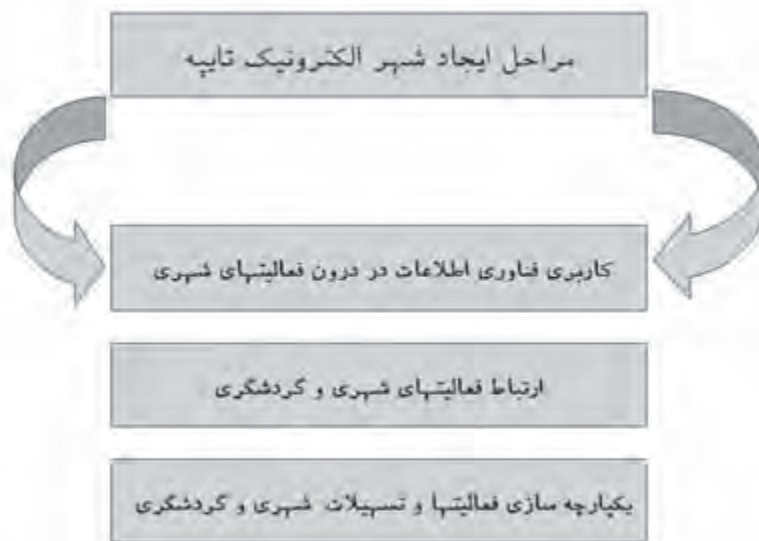 مراحل ایجاد شهر الکترونیک تایپه
کاربری فناوری اطلاعات در درون فعالیتهای شهری
ارتباط فعالیتهای شهری و گردشگری
یکپارچه سازی فعالیتها و تسهیلات شهری و گردشگری